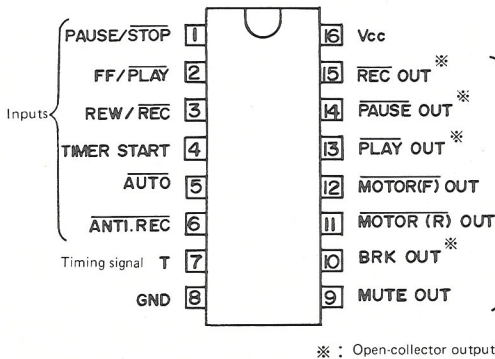 PAUSE/STOP 1
FF/PLAY 2
REW/REC 3
TIMER START 4
AUTO 5
ANTI.REC 6
Inputs
Timing signal T 7
GND 8
16 Vcc
15 REC OUT ※
14 PAUSE OUT ※
13 PLAY OUT ※
12 MOTOR(F) OUT
11 MOTOR (R) OUT
10 BRK OUT ※
9 MUTE OUT
※ : Open-collector output